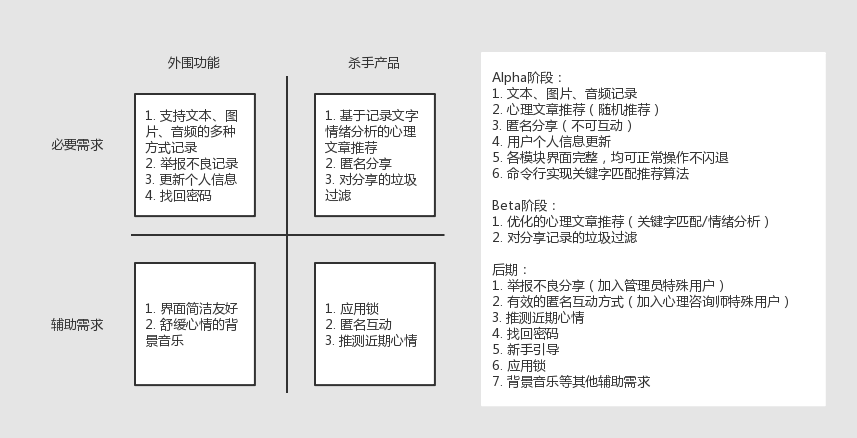 外围功能
杀手产品
必要需求
1. 支持文本、图
片、音频的多种
方式记录
2. 举报不良记录
3. 更新个人信息
4. 找回密码
1. 基于记录文字
情绪分析的心理
文章推荐
2. 匿名分享
3. 对分享的垃圾
过滤
辅助需求
1. 界面简洁友好
2. 舒缓心情的背
景音乐
1. 应用锁
2. 匿名互动
3. 推测近期心情
Alpha阶段：
1. 文本、图片、音频记录
2. 心理文章推荐（随机推荐）
3. 匿名分享（不可互动）
4. 用户个人信息更新
5. 各模块界面完整，均可正常操作不闪退
6. 命令行实现关键字匹配推荐算法
Beta阶段：
1. 优化的心理文章推荐（关键字匹配/情绪分析）
2. 对分享记录的垃圾过滤
后期：
1. 举报不良分享（加入管理员特殊用户）
2. 有效的匿名互动方式（加入心理咨询师特殊用户）
3. 推测近期心情
4. 找回密码
5. 新手引导
6. 应用锁
7. 背景音乐等其他辅助需求